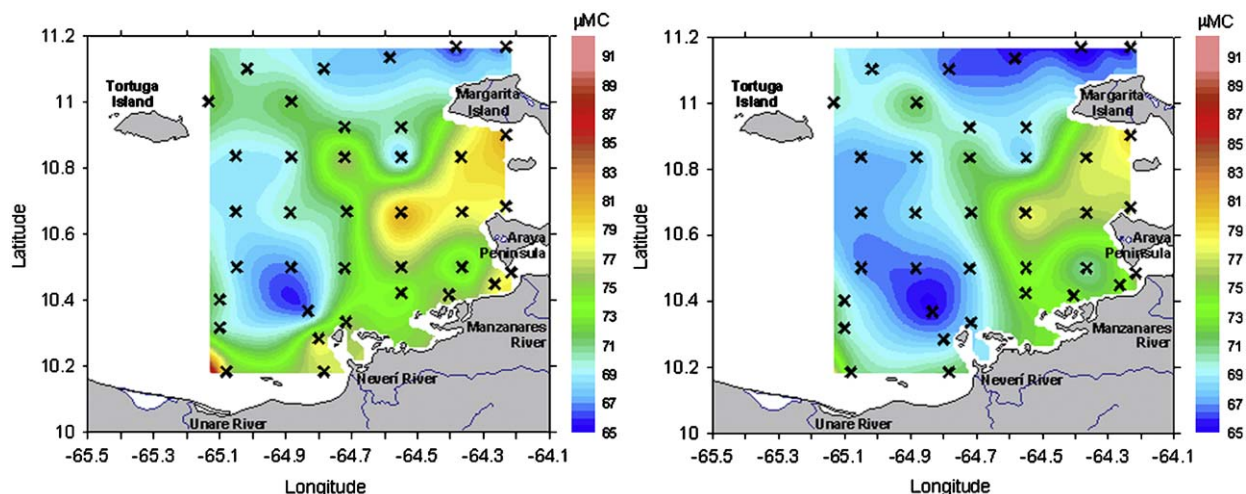 µMC
11.2
11
10.8
10.6
10.4
10.2
10
Latitude
Tortuga
Island
Margarita
Island
Araya
Peninsula
Manzanares
River
Neverí River
Unare River
91
89
87
85
83
81
79
77
75
73
71
69
67
65
-65.5 -65.3 -65.1 -64.9 -64.7 -64.5 -64.3 -64.1
Longitude
µMC
11.2
11
10.8
10.6
10.4
10.2
10
Latitude
Tortuga
Island
Margarita
Island
Araya
Peninsula
Manzanares
River
Neverí River
Unare River
91
89
87
85
83
81
79
77
75
73
71
69
67
65
-65.5 -65.3 -65.1 -64.9 -64.7 -64.5 -64.3 -64.1
Longitude